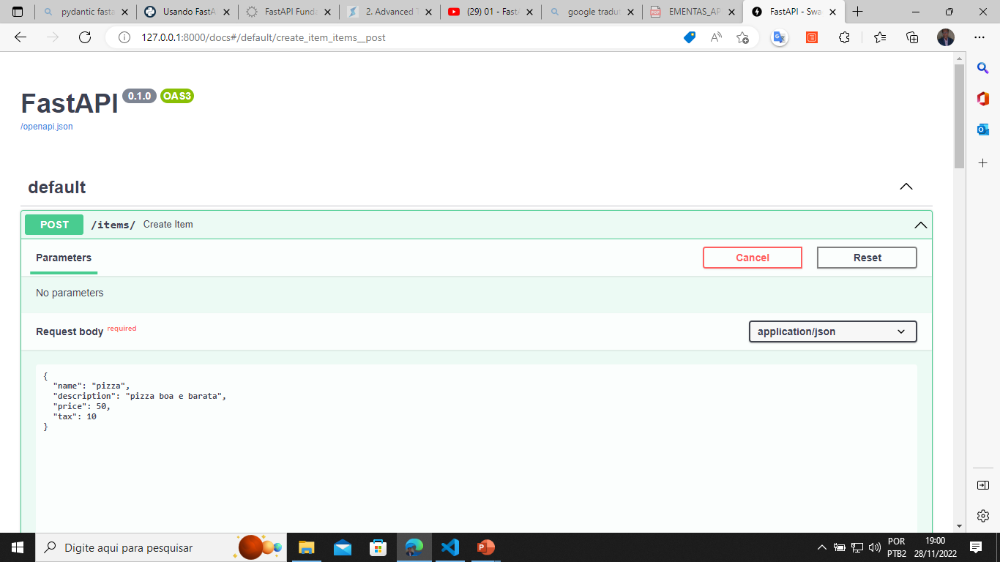 pydantic fasta
Usando FastA
FastAPI Funda
2. Advanced T
(29) 01 - FastA
google tradut
EMENTAS_AP
FastAPI - Swa
127.0.0.1:8000/docs#/default/create_item_items__post
FastAPI 0.1.0 OAS3
/openapi.json
default
POST /items/ Create Item
Parameters
Cancel
Reset
No parameters
Request body required
application/json
{
"name": "pizza",
"description": "pizza boa e barata",
"price": 50,
"tax": 10
}
Digite aqui para pesquisar
POR
PTB2
19:00
28/11/2022